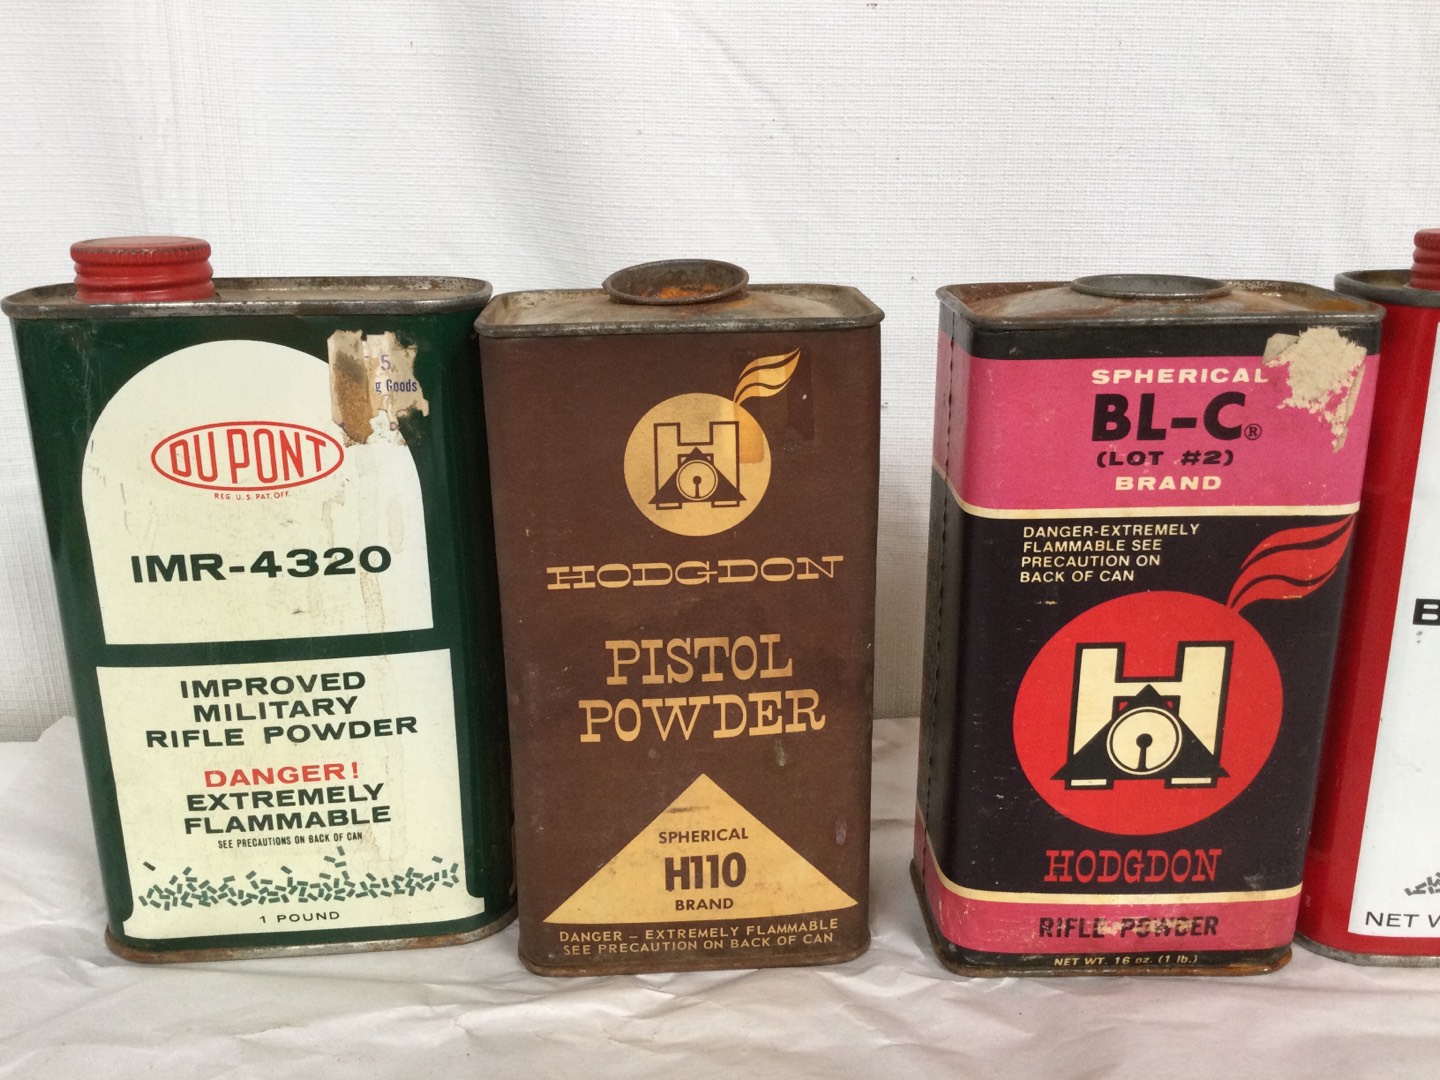 5
g Goods
DU PONT
REG. U.S. PAT. OFF.
IMR-4320
IMPROVED
MILITARY
RIFLE POWDER
DANGER!
EXTREMELY
FLAMMABLE
SEE PRECAUTIONS ON BACK OF CAN
1 POUND
H
HODGDON
PISTOL
POWDER
SPHERICAL
H110
BRAND
DANGER – EXTREMELY FLAMMABLE
SEE PRECAUTION ON BACK OF CAN
SPHERICAL
BL-C®
(LOT #2)
BRAND
DANGER-EXTREMELY
FLAMMABLE SEE
PRECAUTION ON
BACK OF CAN
H
HODGDON
RIFLE POWDER
NET WT. 16 oz. (1 lb.)
B
NET